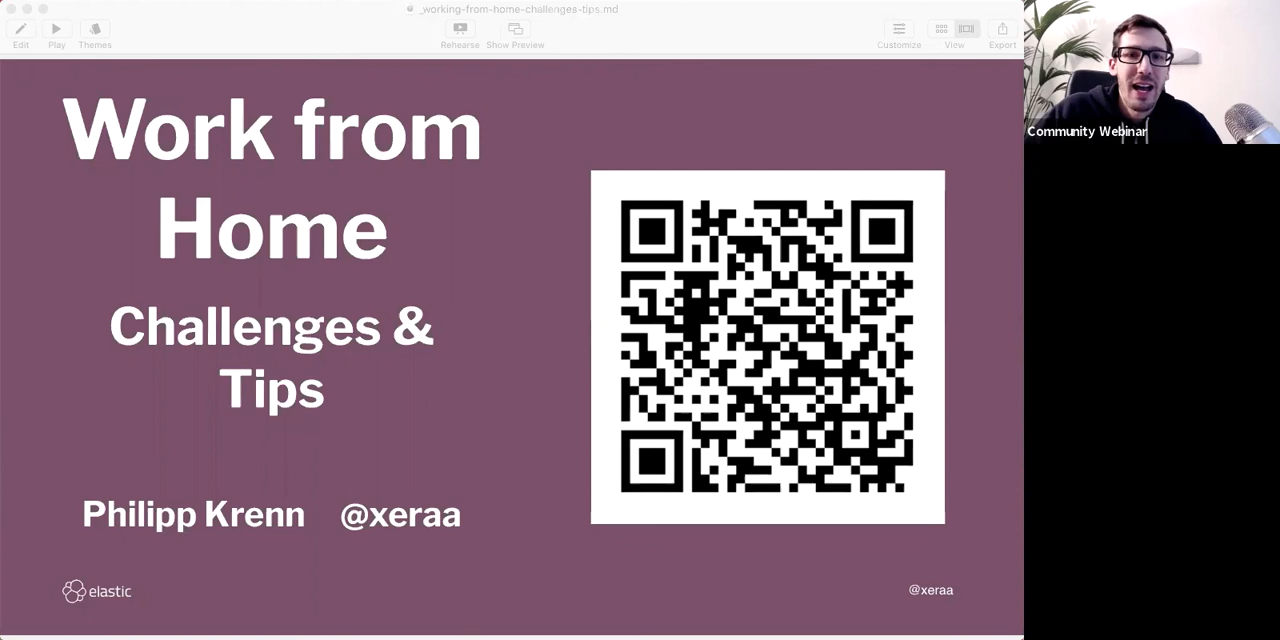 _working-from-home-challenges-tips.md
Edit
Play
Themes
Rehearse
Show Preview
Customize
View
Export
Work from
Home
Challenges &
Tips
Philipp Krenn @xeraa
elastic
@xeraa
Community Webinar